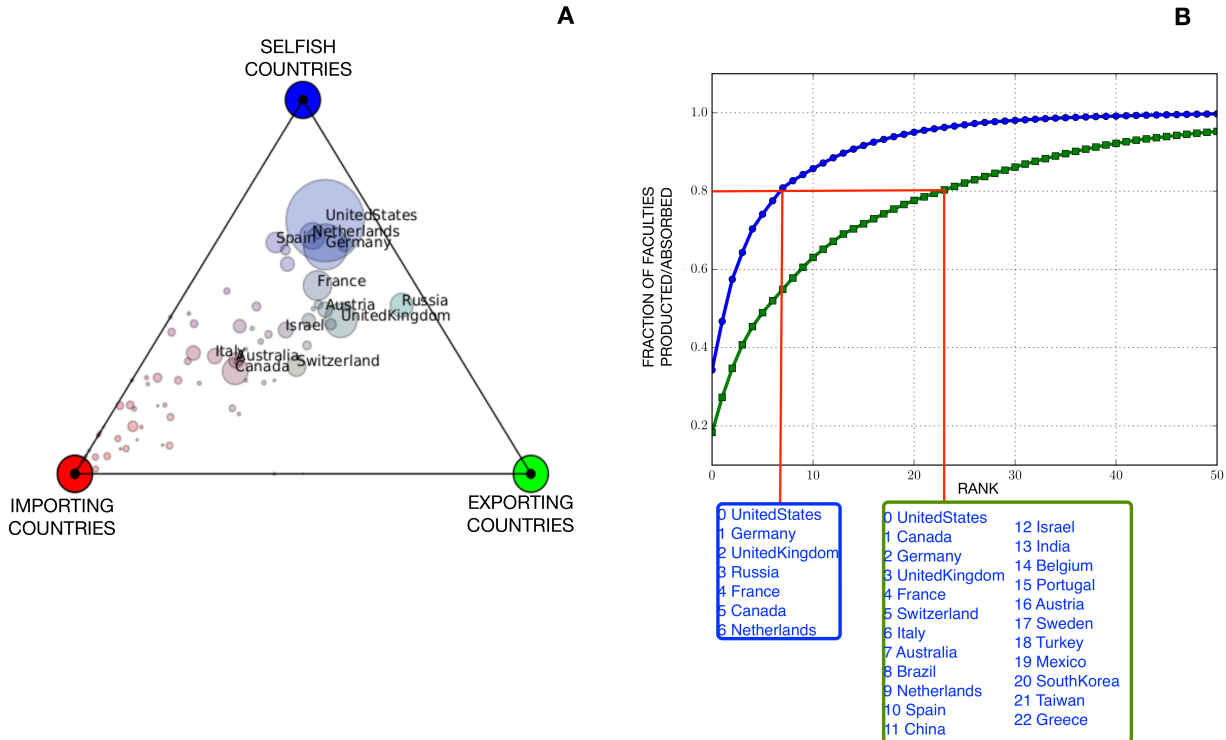 A
SELFISH
COUNTRIES
UnitedStates
Netherlands
Spain
Germany
France
Russia
Austria
UnitedKingdom
Israel
Italy
Australia
Switzerland
Canada
IMPORTING
COUNTRIES
EXPORTING
COUNTRIES
B
FRACTION OF FACULTIES
PRODUCTED/ABSORBED
1.0
0.8
0.6
0.4
0.2
0
10
20
30
40
50
RANK
0 UnitedStates
1 Germany
2 UnitedKingdom
3 Russia
4 France
5 Canada
6 Netherlands
0 UnitedStates
1 Canada
2 Germany
3 UnitedKingdom
4 France
5 Switzerland
6 Italy
7 Australia
8 Brazil
9 Netherlands
10 Spain
11 China
12 Israel
13 India
14 Belgium
15 Portugal
16 Austria
17 Sweden
18 Turkey
19 Mexico
20 SouthKorea
21 Taiwan
22 Greece